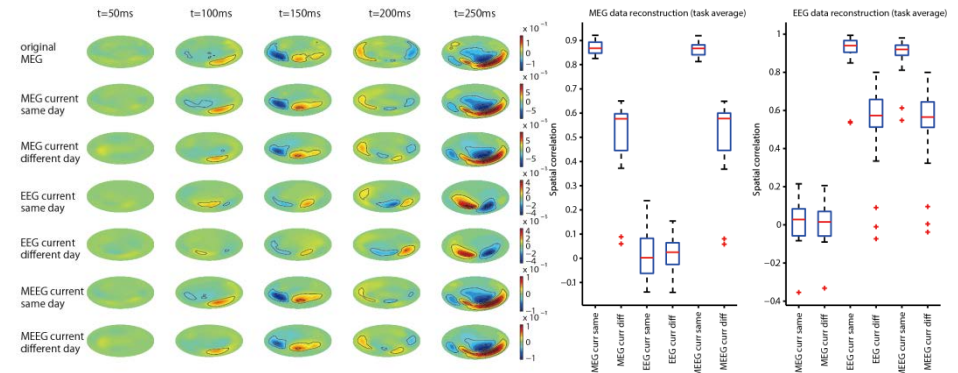 t=50ms t=100ms t=150ms t=200ms t=250ms
original
MEG
MEG current
same day
MEG current
different day
EEG current
same day
EEG current
different day
MEEG current
same day
MEEG current
different day
x 10⁻¹
1
0
−1
x 10⁻⁵
5
0
−5
x 10⁻⁵
5
0
−5
x 10⁻⁵
4
2
0
−2
−4
x 10⁻⁵
4
2
0
−2
−4
x 10⁻¹
1
0
−1
x 10⁻¹
1
0
−1
MEG data reconstruction (task average)
Spatial correlation
0.9
0.8
0.7
0.6
0.5
0.4
0.3
0.2
0.1
0
−0.1
MEG curr same
MEG curr diff
EEG curr same
EEG curr diff
MEEG curr same
MEEG curr diff
EEG data reconstruction (task average)
Spatial correlation
1
0.8
0.6
0.4
0.2
0
−0.2
−0.4
MEG curr same
MEG curr diff
EEG curr same
EEG curr diff
MEEG curr same
MEEG curr diff